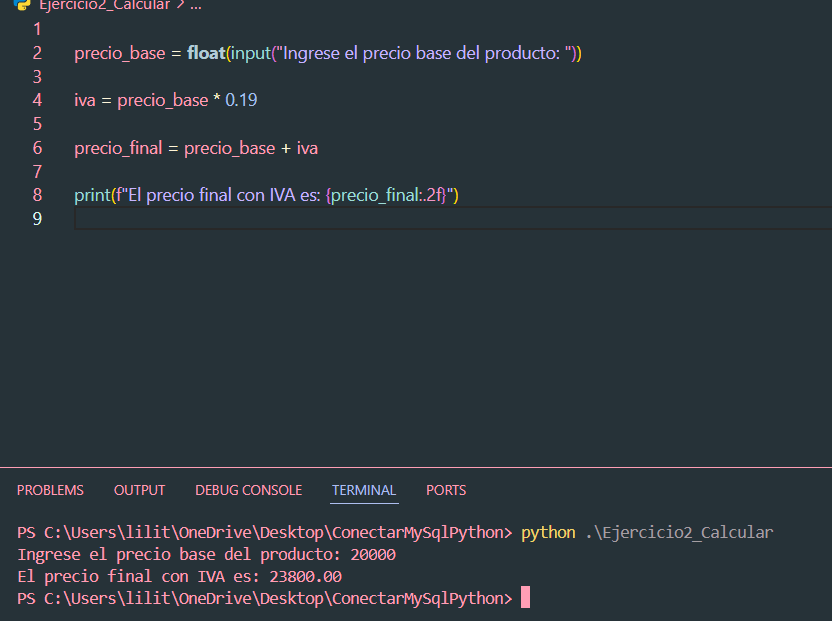 Ejercicio2_Calcular > ...
1
2 precio_base = float(input("Ingrese el precio base del producto: "))
3
4 iva = precio_base * 0.19
5
6 precio_final = precio_base + iva
7
8 print(f"El precio final con IVA es: {precio_final:.2f}")
9
PROBLEMS OUTPUT DEBUG CONSOLE TERMINAL PORTS
PS C:\Users\lilit\OneDrive\Desktop\ConectarMySqlPython> python .\Ejercicio2_Calcular
Ingrese el precio base del producto: 20000
El precio final con IVA es: 23800.00
PS C:\Users\lilit\OneDrive\Desktop\ConectarMySqlPython>